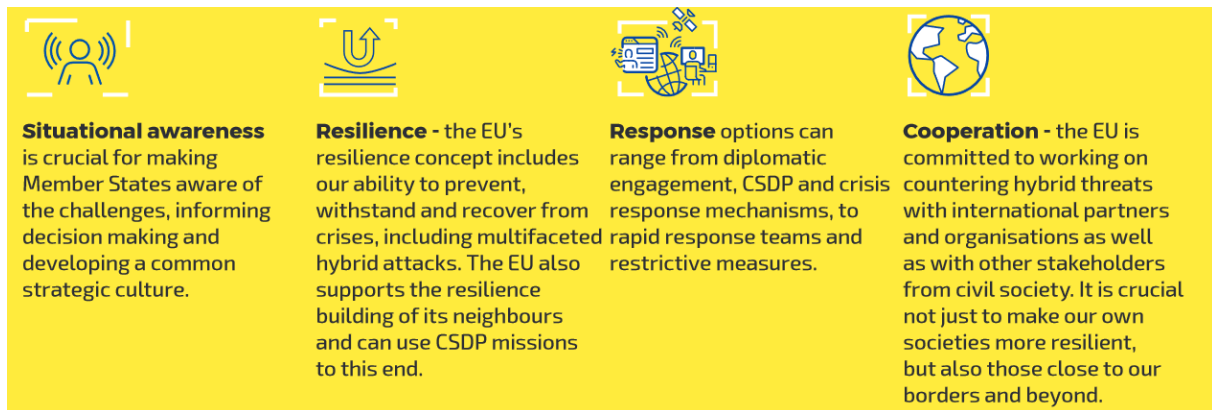 Situational awareness
is crucial for making
Member States aware of
the challenges, informing
decision making and
developing a common
strategic culture.
Resilience - the EU's
resilience concept includes
our ability to prevent,
withstand and recover from
crises, including multifaceted
hybrid attacks. The EU also
supports the resilience
building of its neighbours
and can use CSDP missions
to this end.
Response options can
range from diplomatic
engagement, CSDP and crisis
response mechanisms, to
rapid response teams and
restrictive measures.
Cooperation - the EU is
committed to working on
countering hybrid threats
with international partners
and organisations as well
as with other stakeholders
from civil society. It is crucial
not just to make our own
societies more resilient,
but also those close to our
borders and beyond.